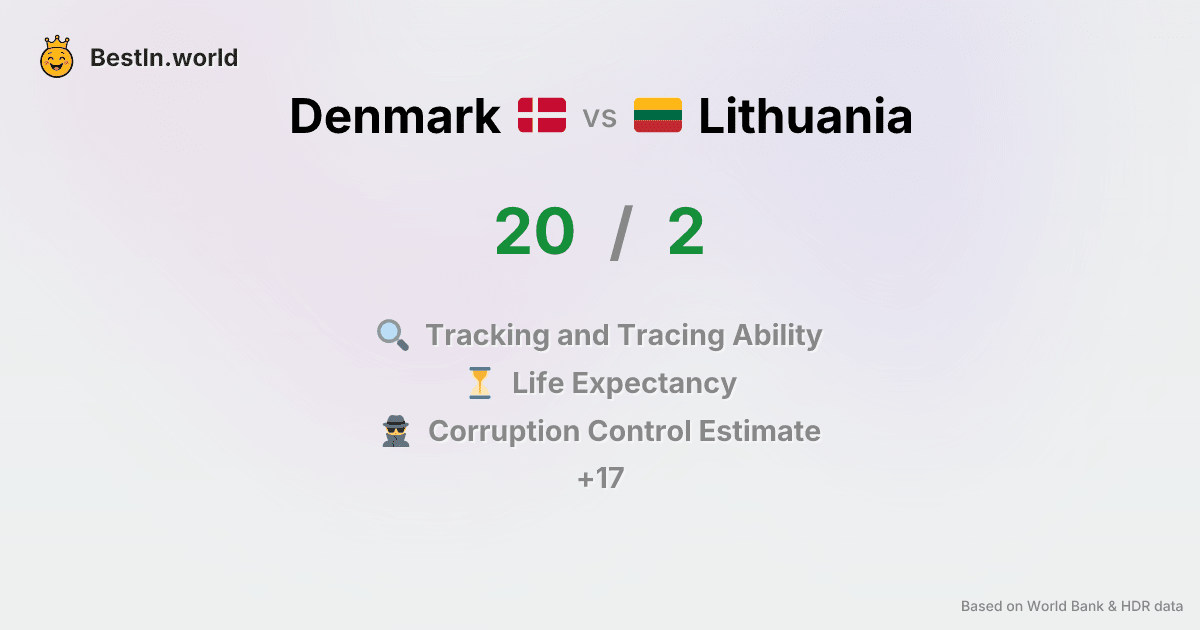 BestIn.world
Denmark vs Lithuania
20 / 2
Tracking and Tracing Ability
Life Expectancy
Corruption Control Estimate
+17
Based on World Bank & HDR data